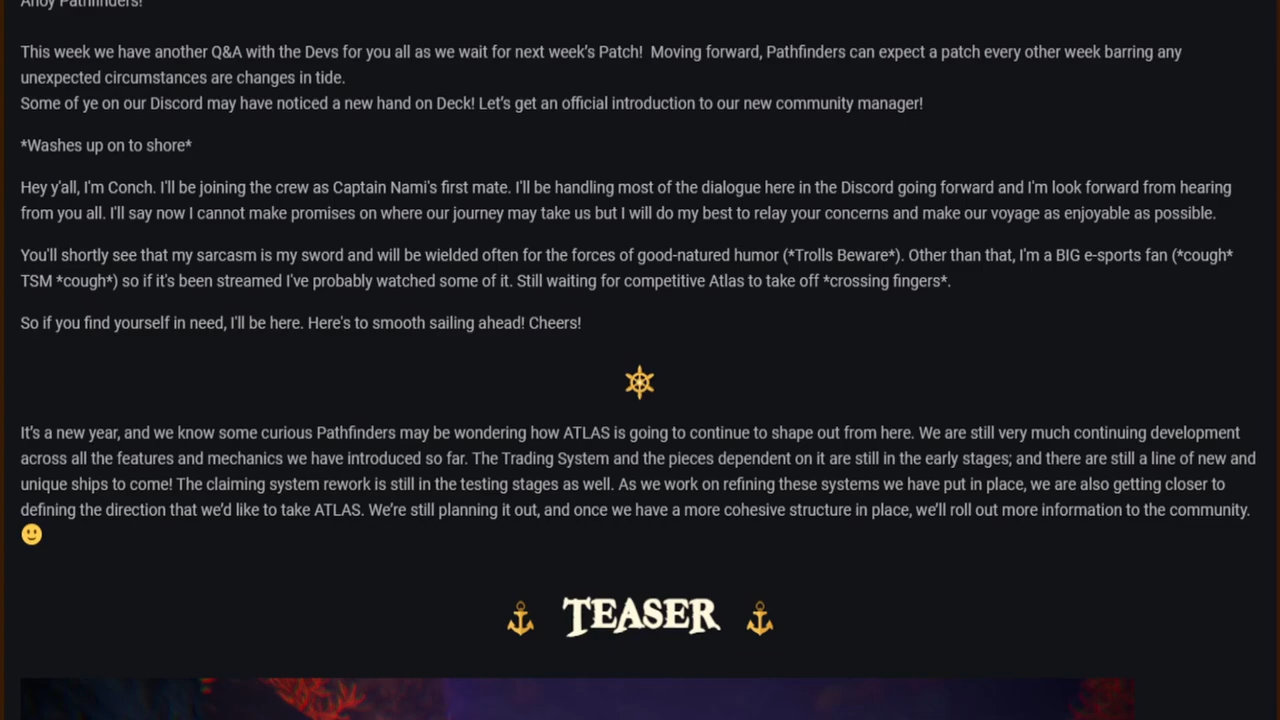 Ahoy Pathfinders!
This week we have another Q&A with the Devs for you all as we wait for next week's Patch!  Moving forward, Pathfinders can expect a patch every other week barring any
unexpected circumstances are changes in tide.
Some of ye on our Discord may have noticed a new hand on Deck! Let's get an official introduction to our new community manager!
*Washes up on to shore*
Hey y'all, I'm Conch. I'll be joining the crew as Captain Nami's first mate. I'll be handling most of the dialogue here in the Discord going forward and I'm look forward from hearing
from you all. I'll say now I cannot make promises on where our journey may take us but I will do my best to relay your concerns and make our voyage as enjoyable as possible.
You'll shortly see that my sarcasm is my sword and will be wielded often for the forces of good-natured humor (*Trolls Beware*). Other than that, I'm a BIG e-sports fan (*cough*
TSM *cough*) so if it's been streamed I've probably watched some of it. Still waiting for competitive Atlas to take off *crossing fingers*.
So if you find yourself in need, I'll be here. Here's to smooth sailing ahead! Cheers!
It's a new year, and we know some curious Pathfinders may be wondering how ATLAS is going to continue to shape out from here. We are still very much continuing development
across all the features and mechanics we have introduced so far. The Trading System and the pieces dependent on it are still in the early stages; and there are still a line of new and
unique ships to come! The claiming system rework is still in the testing stages as well. As we work on refining these systems we have put in place, we are also getting closer to
defining the direction that we'd like to take ATLAS. We're still planning it out, and once we have a more cohesive structure in place, we'll roll out more information to the community.
TEASER